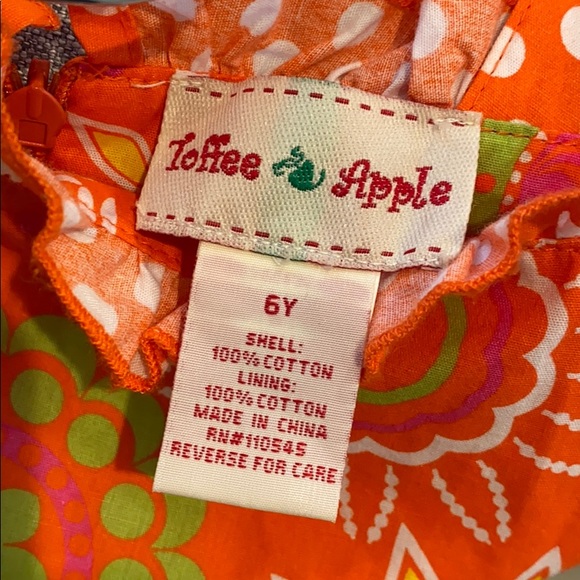 Toffee Apple
6Y
SHELL:
100% COTTON
LINING:
100% COTTON
MADE IN CHINA
RN#110545
REVERSE FOR CARE